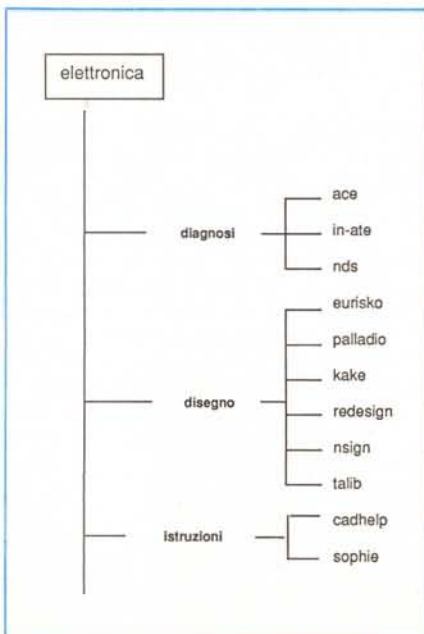 elettronica
diagnosi
ace
in-ate
nds
disegno
eurisko
palladio
kake
redesign
nsign
talib
istruzioni
cadhelp
sophie